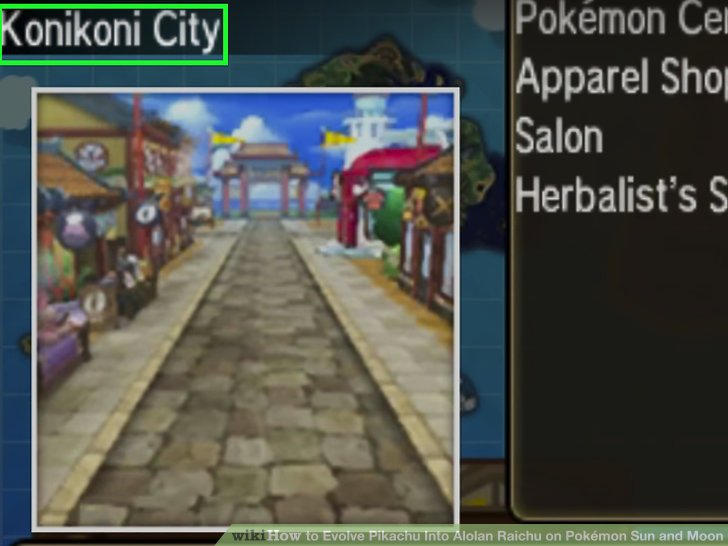 Konikoni City
Pokémon Cen
Apparel Shop
Salon
Herbalist's S
wikiHow to Evolve Pikachu Into Alolan Raichu on Pokémon Sun and Moon